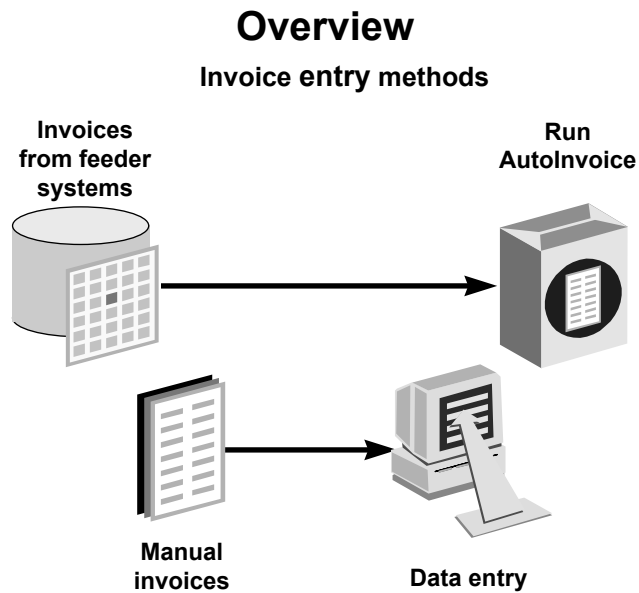 Overview
Invoice entry methods
Invoices
from feeder
systems
Run
AutoInvoice
Manual
invoices
Data entry